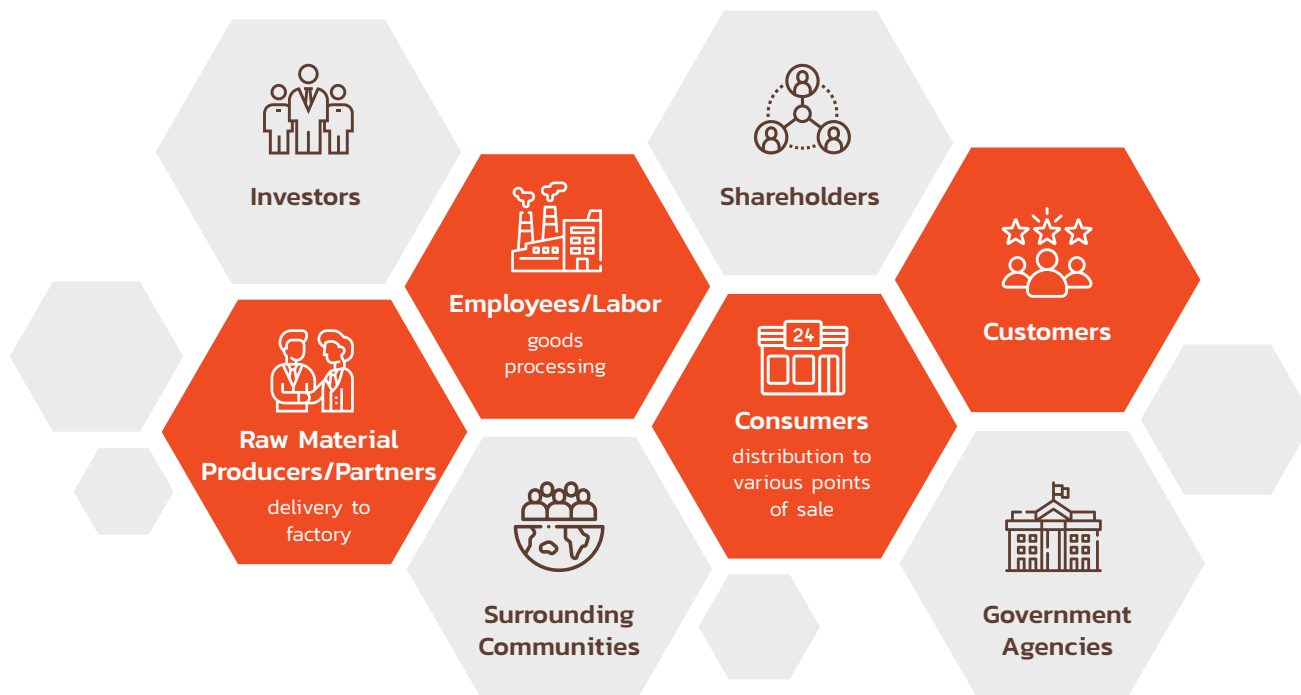 Investors
Shareholders
Employees/Labor
goods
processing
Customers
24
Raw Material
Producers/Partners
delivery to
factory
Consumers
distribution to
various points
of sale
Surrounding
Communities
Government
Agencies